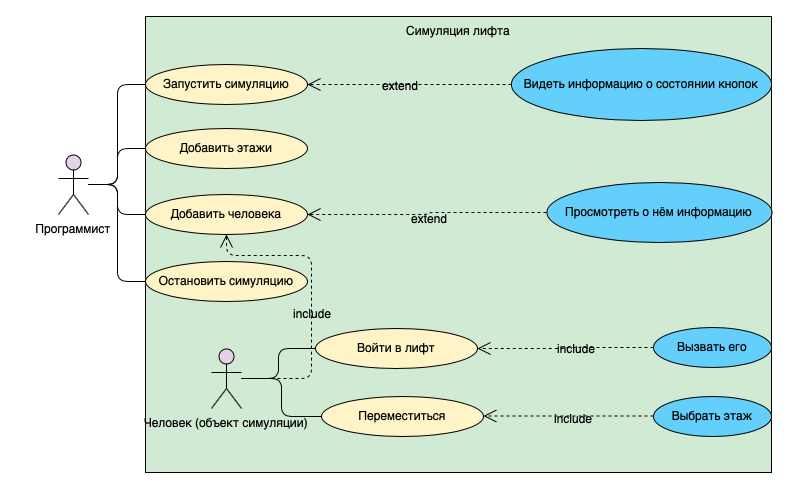 Симуляция лифта
Запустить симуляцию
extend
Видеть информацию о состоянии кнопок
Добавить этажи
Программист
Добавить человека
extend
Просмотреть о нём информацию
Остановить симуляцию
include
Войти в лифт
include
Вызвать его
Человек (объект симуляции)
Переместиться
include
Выбрать этаж